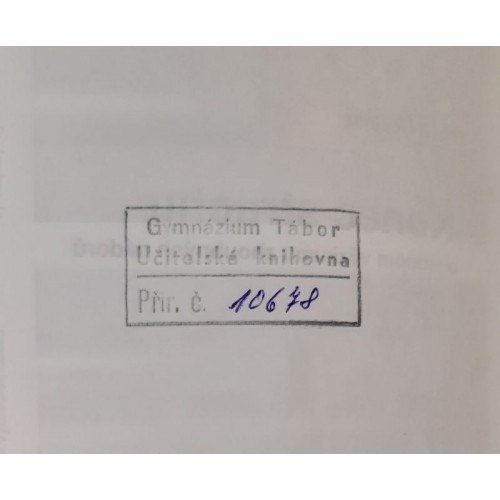 Gymnázium Tábor
Učitelská knihovna
Přír. č. 10678